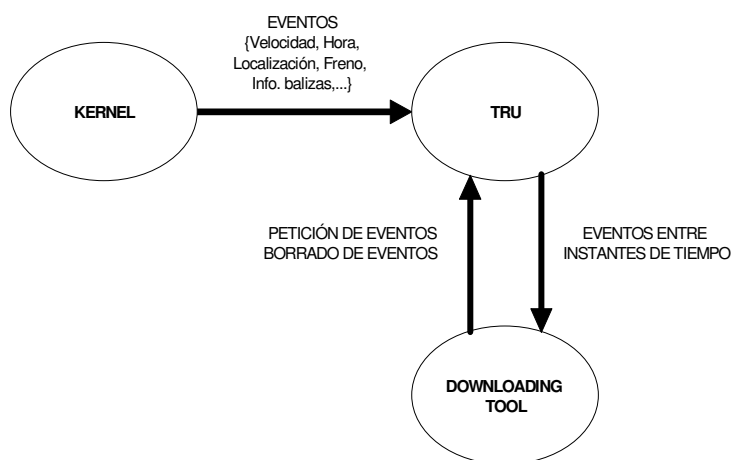 EVENTOS
{Velocidad, Hora,
Localización, Freno,
Info. balizas,...}
KERNEL
TRU
PETICIÓN DE EVENTOS
BORRADO DE EVENTOS
EVENTOS ENTRE
INSTANTES DE TIEMPO
DOWNLOADING
TOOL